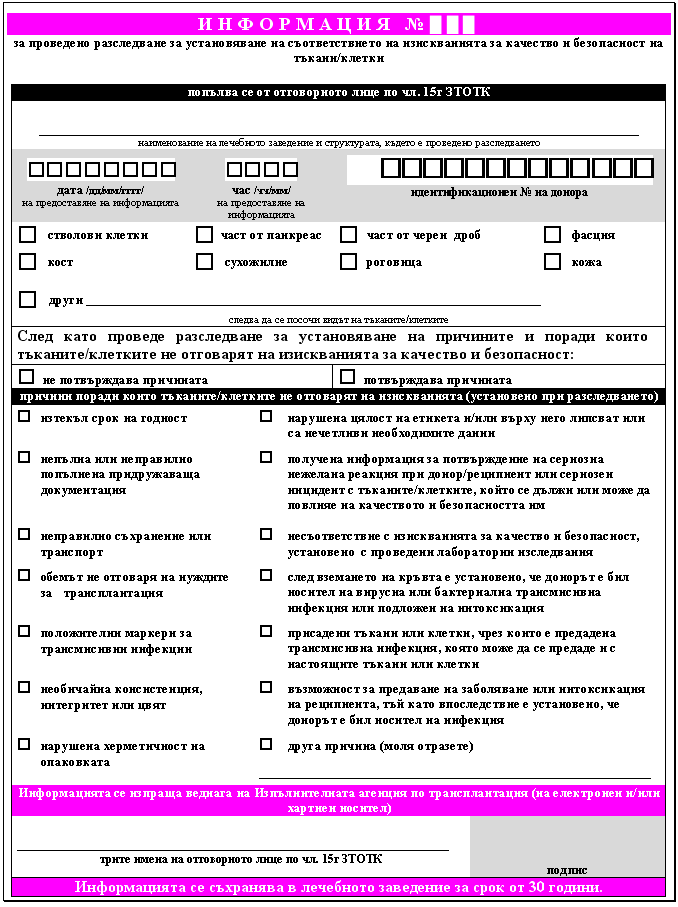 ИНФОРМАЦИЯ №
за проведено разследване за установяване на съответствието на изискванията за качество и безопасност на
тъкани/клетки
попълва се от отговорното лице по чл. 15г ЗТОТК
наименование на лечебното заведение и структурата, където е проведено разследването
дата /дд/мм/гггг/
на предоставяне на информацията
час /чч/мм/
на предоставяне на
информацията
идентификационен № на донора
стволови клетки
част от панкреас
част от черен дроб
фасция
кост
сухожилие
роговица
кожа
други
следва да се посочи видът на тъканите/клетките
След като проведе разследване за установяване на причините и поради които
тъканите/клетките не отговарят на изискванията за качество и безопасност:
не потвърждава причината
потвърждава причината
причини поради които тъканите/клетките не отговарят на изискванията (установено при разследването)
изтекъл срок на годност
нарушена цялост на етикета и/или върху него липсват или
са нечетливи необходимите данни
непълна или неправилно
попълнена придружаваща
документация
получена информация за потвърждение на сериозна
нежелана реакция при донор/реципиент или сериозен
инцидент с тъканите/клетките, който се дължи или може да
повлияе на качеството и безопасността им
неправилно съхранение или
транспорт
несъответствие с изискванията за качество и безопасност,
установено с проведени лабораторни изследвания
обемът не отговаря на нуждите
за трансплантация
след вземането на кръвта е установено, че донорът е бил
носител на вирусна или бактериална трансмисивна
инфекция или подложен на интоксикация
положителни маркери за
трансмисивни инфекции
присадени тъкани или клетки, чрез които е предадена
трансмисивна инфекция, която може да се предаде и с
настоящите тъкани или клетки
необичайна консистенция,
интегритет или цвят
възможност за предаване на заболяване или интоксикация
на реципиента, тъй като впоследствие е установено, че
донорът е бил носител на инфекция
нарушена херметичност на
опаковката
друга причина (моля отразете)
Информацията се изпраща веднага на Изпълнителната агенция по трансплантация (на електронен и/или
хартиен носител)
трите имена на отговорното лице по чл. 15г ЗТОТК
подпис
Информацията се съхранява в лечебното заведение за срок от 30 години.